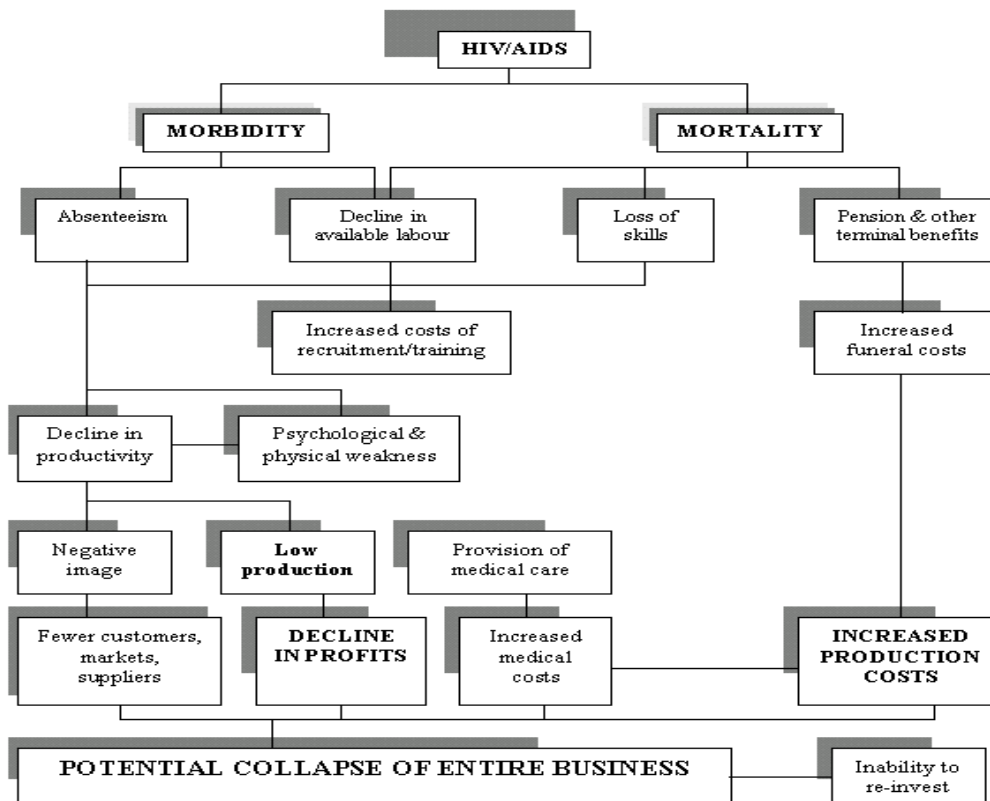 HIV/AIDS
MORBIDITY
MORTALITY
Absenteeism
Decline in
available labour
Loss of
skills
Pension & other
terminal benefits
Increased costs of
recruitment/training
Increased
funeral costs
Decline in
productivity
Psychological &
physical weakness
Negative
image
Low
production
Provision of
medical care
Fewer customers,
markets,
suppliers
DECLINE
IN PROFITS
Increased
medical
costs
INCREASED
PRODUCTION
COSTS
POTENTIAL COLLAPSE OF ENTIRE BUSINESS
Inability to
re-invest